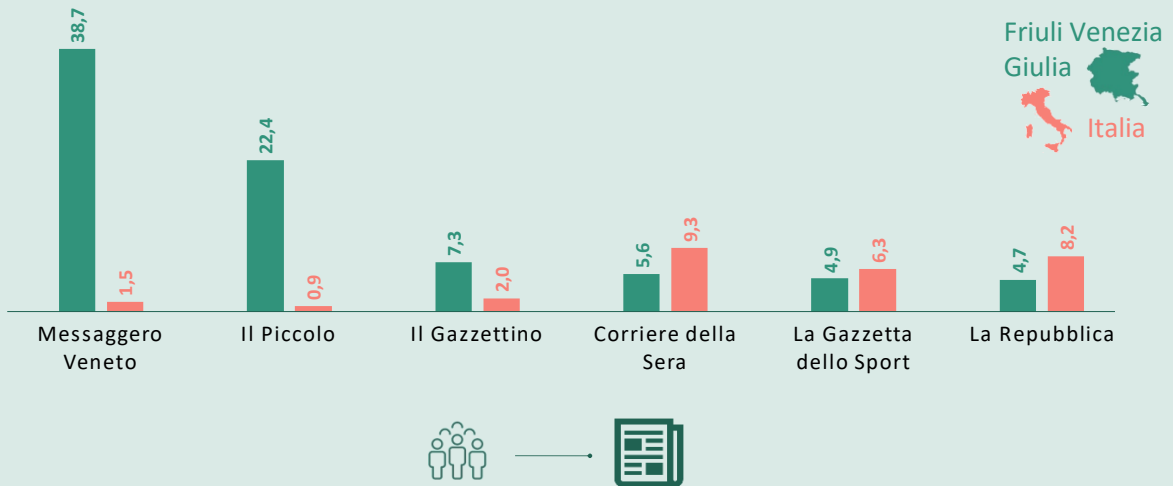 38,7
1,5
22,4
0,9
7,3
2,0
5,6
9,3
4,9
6,3
4,7
8,2
Friuli Venezia
Giulia
Italia
Messaggero
Veneto
Il Piccolo
Il Gazzettino
Corriere della
Sera
La Gazzetta
dello Sport
La Repubblica